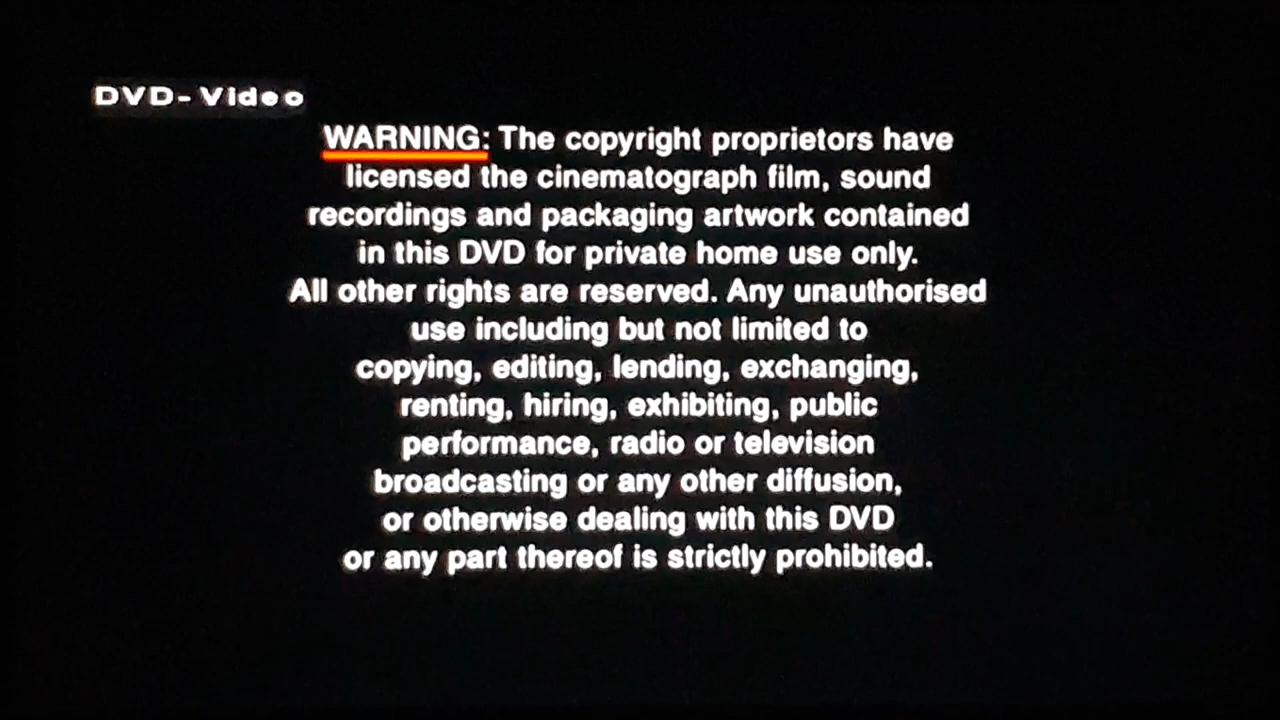 DVD-Video
WARNING: The copyright proprietors have
licensed the cinematograph film, sound
recordings and packaging artwork contained
in this DVD for private home use only.
All other rights are reserved. Any unauthorised
use including but not limited to
copying, editing, lending, exchanging,
renting, hiring, exhibiting, public
performance, radio or television
broadcasting or any other diffusion,
or otherwise dealing with this DVD
or any part thereof is strictly prohibited.